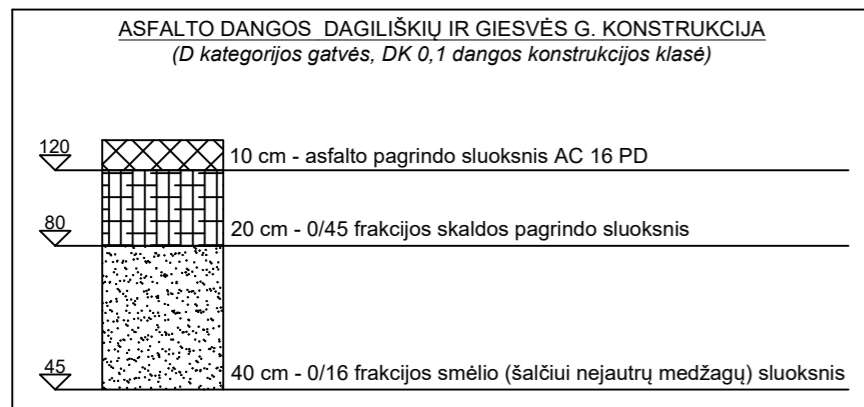 ASFALTO DANGOS DAGILIŠKIŲ IR GIESVĖS G. KONSTRUKCIJA
(D kategorijos gatvės, DK 0,1 dangos konstrukcijos klasė)
120
10 cm - asfalto pagrindo sluoksnis AC 16 PD
80
20 cm - 0/45 frakcijos skaldos pagrindo sluoksnis
45
40 cm - 0/16 frakcijos smėlio (šalčiui nejautrų medžagų) sluoksnis